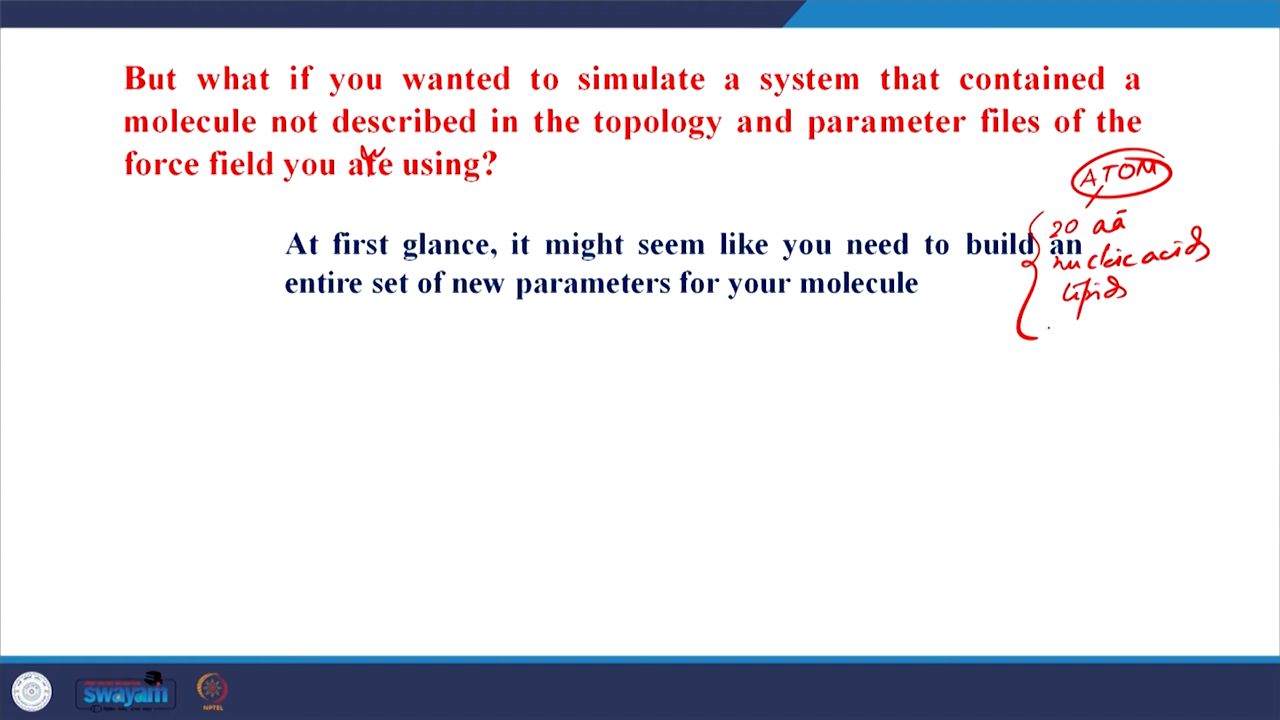 But what if you wanted to simulate a system that contained a
molecule not described in the topology and parameter files of the
force field you are using?
ATOM
20 aā
nucleic acids
lipids
At first glance, it might seem like you need to build an
entire set of new parameters for your molecule
swayam
NPTEL